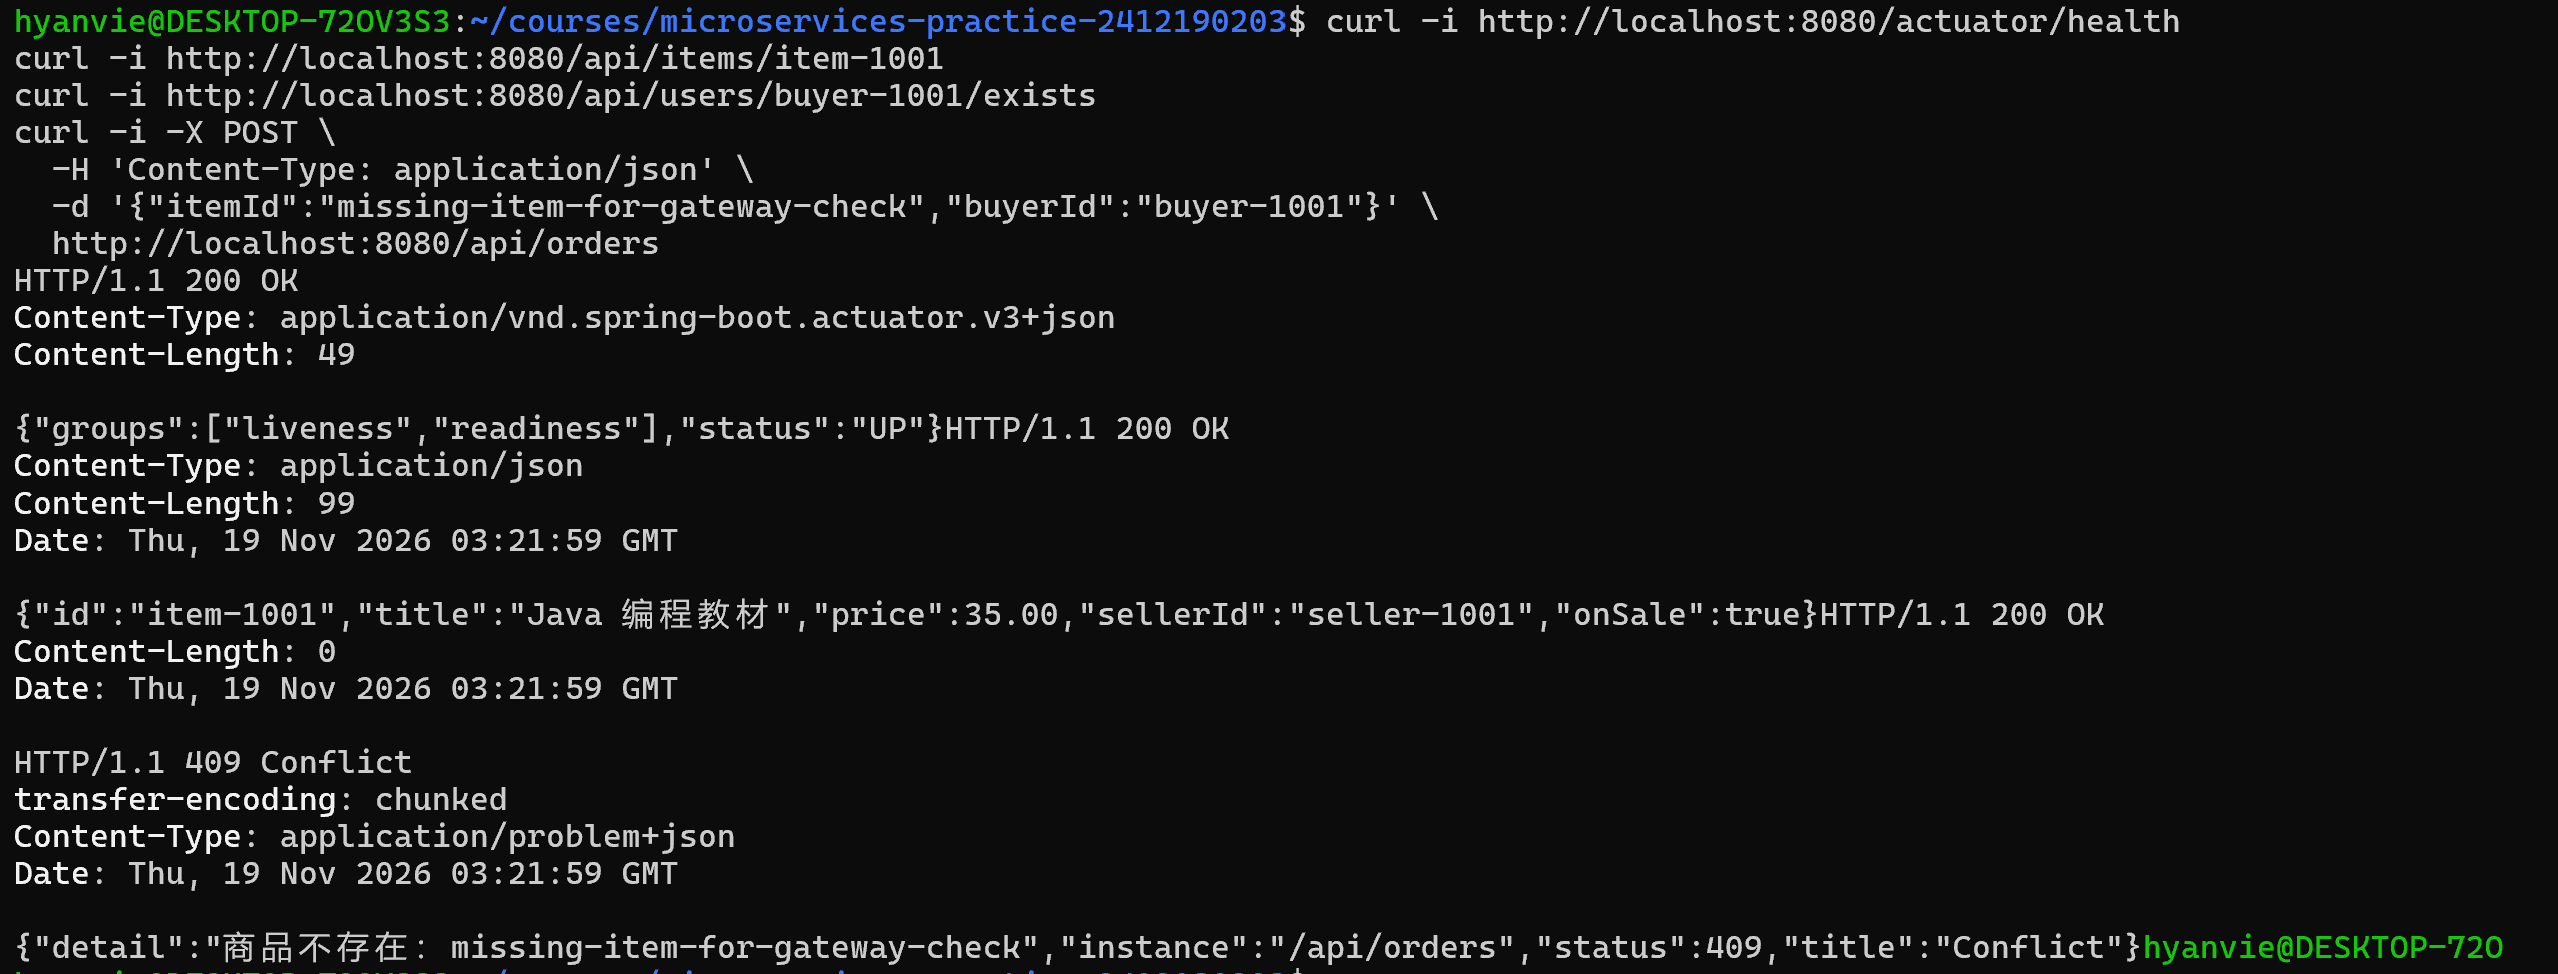 hyanvie@DESKTOP-72OV3S3:~/courses/microservices-practice-2412190203$ curl -i http://localhost:8080/actuator/health
curl -i http://localhost:8080/api/items/item-1001
curl -i http://localhost:8080/api/users/buyer-1001/exists
curl -i -X POST \
  -H 'Content-Type: application/json' \
  -d '{"itemId":"missing-item-for-gateway-check","buyerId":"buyer-1001"}' \
  http://localhost:8080/api/orders
HTTP/1.1 200 OK
Content-Type: application/vnd.spring-boot.actuator.v3+json
Content-Length: 49

{"groups":["liveness","readiness"],"status":"UP"}HTTP/1.1 200 OK
Content-Type: application/json
Content-Length: 99
Date: Thu, 19 Nov 2026 03:21:59 GMT

{"id":"item-1001","title":"Java 编程教材","price":35.00,"sellerId":"seller-1001","onSale":true}HTTP/1.1 200 OK
Content-Length: 0
Date: Thu, 19 Nov 2026 03:21:59 GMT

HTTP/1.1 409 Conflict
transfer-encoding: chunked
Content-Type: application/problem+json
Date: Thu, 19 Nov 2026 03:21:59 GMT

{"detail":"商品不存在: missing-item-for-gateway-check","instance":"/api/orders","status":409,"title":"Conflict"}hyanvie@DESKTOP-72O